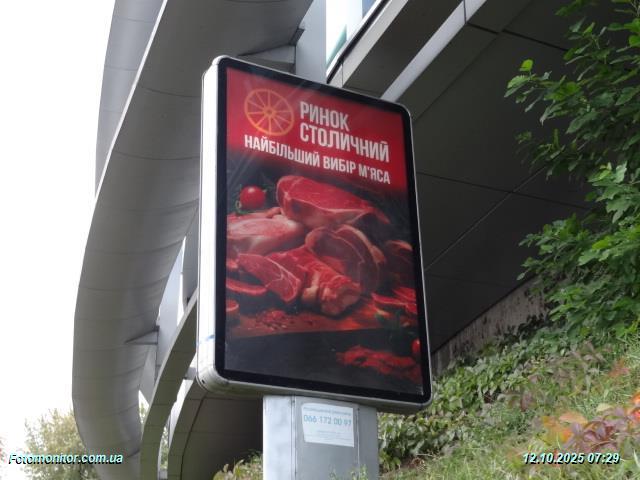 РИНОК
СТОЛИЧНИЙ
НАЙБІЛЬШИЙ ВИБІР М'ЯСА
066 172 00 97
Fotomonitor.com.ua
12.10.2025 07:29